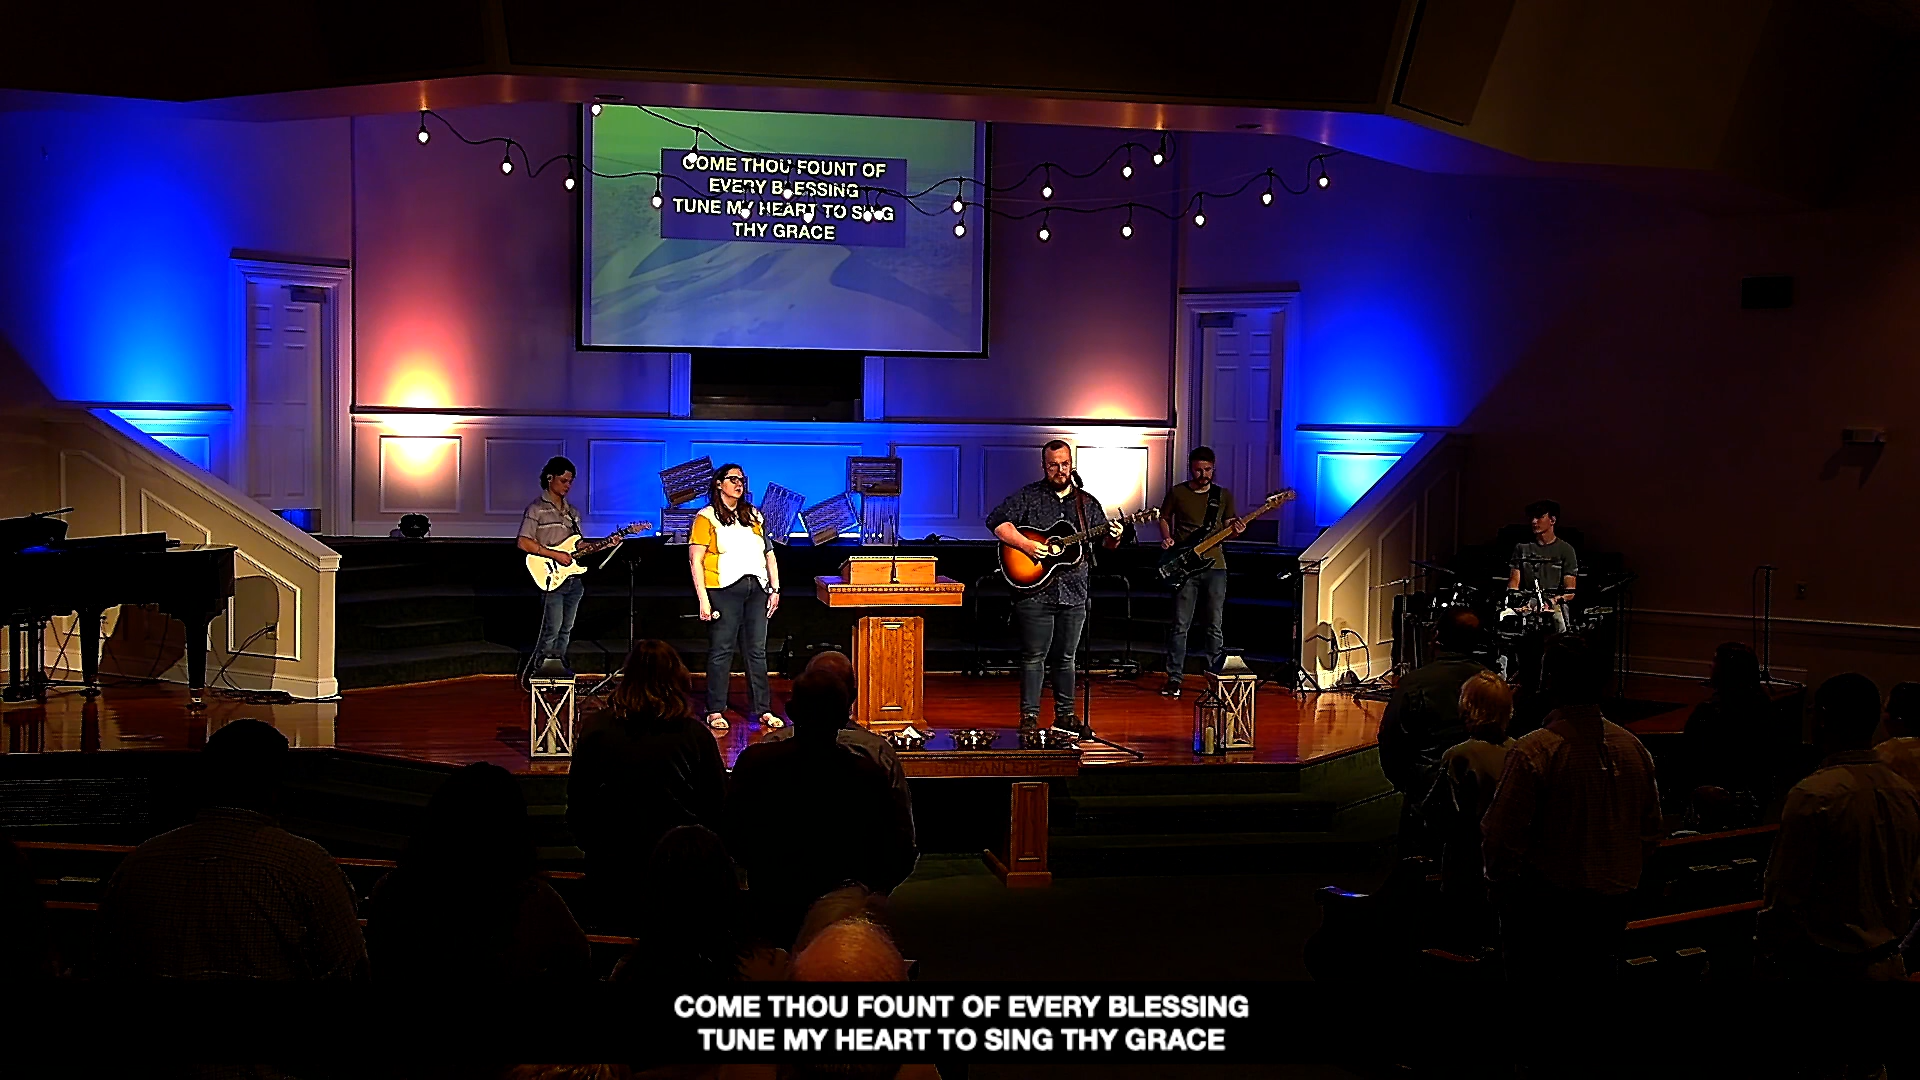 COME THOU FOUNT OF
EVERY BLESSING
TUNE MY HEART TO SING
THY GRACE
COME THOU FOUNT OF EVERY BLESSING
TUNE MY HEART TO SING THY GRACE